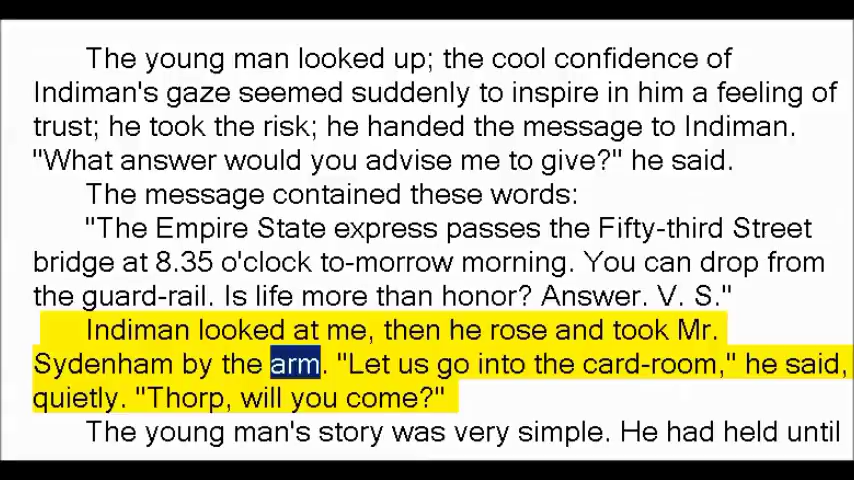 The young man looked up; the cool confidence of
Indiman's gaze seemed suddenly to inspire in him a feeling of
trust; he took the risk; he handed the message to Indiman.
"What answer would you advise me to give?" he said.
The message contained these words:
"The Empire State express passes the Fifty-third Street
bridge at 8.35 o'clock to-morrow morning. You can drop from
the guard-rail. Is life more than honor? Answer. V. S."
Indiman looked at me, then he rose and took Mr.
Sydenham by the arm. "Let us go into the card-room," he said,
quietly. "Thorp, will you come?"
The young man's story was very simple. He had held until